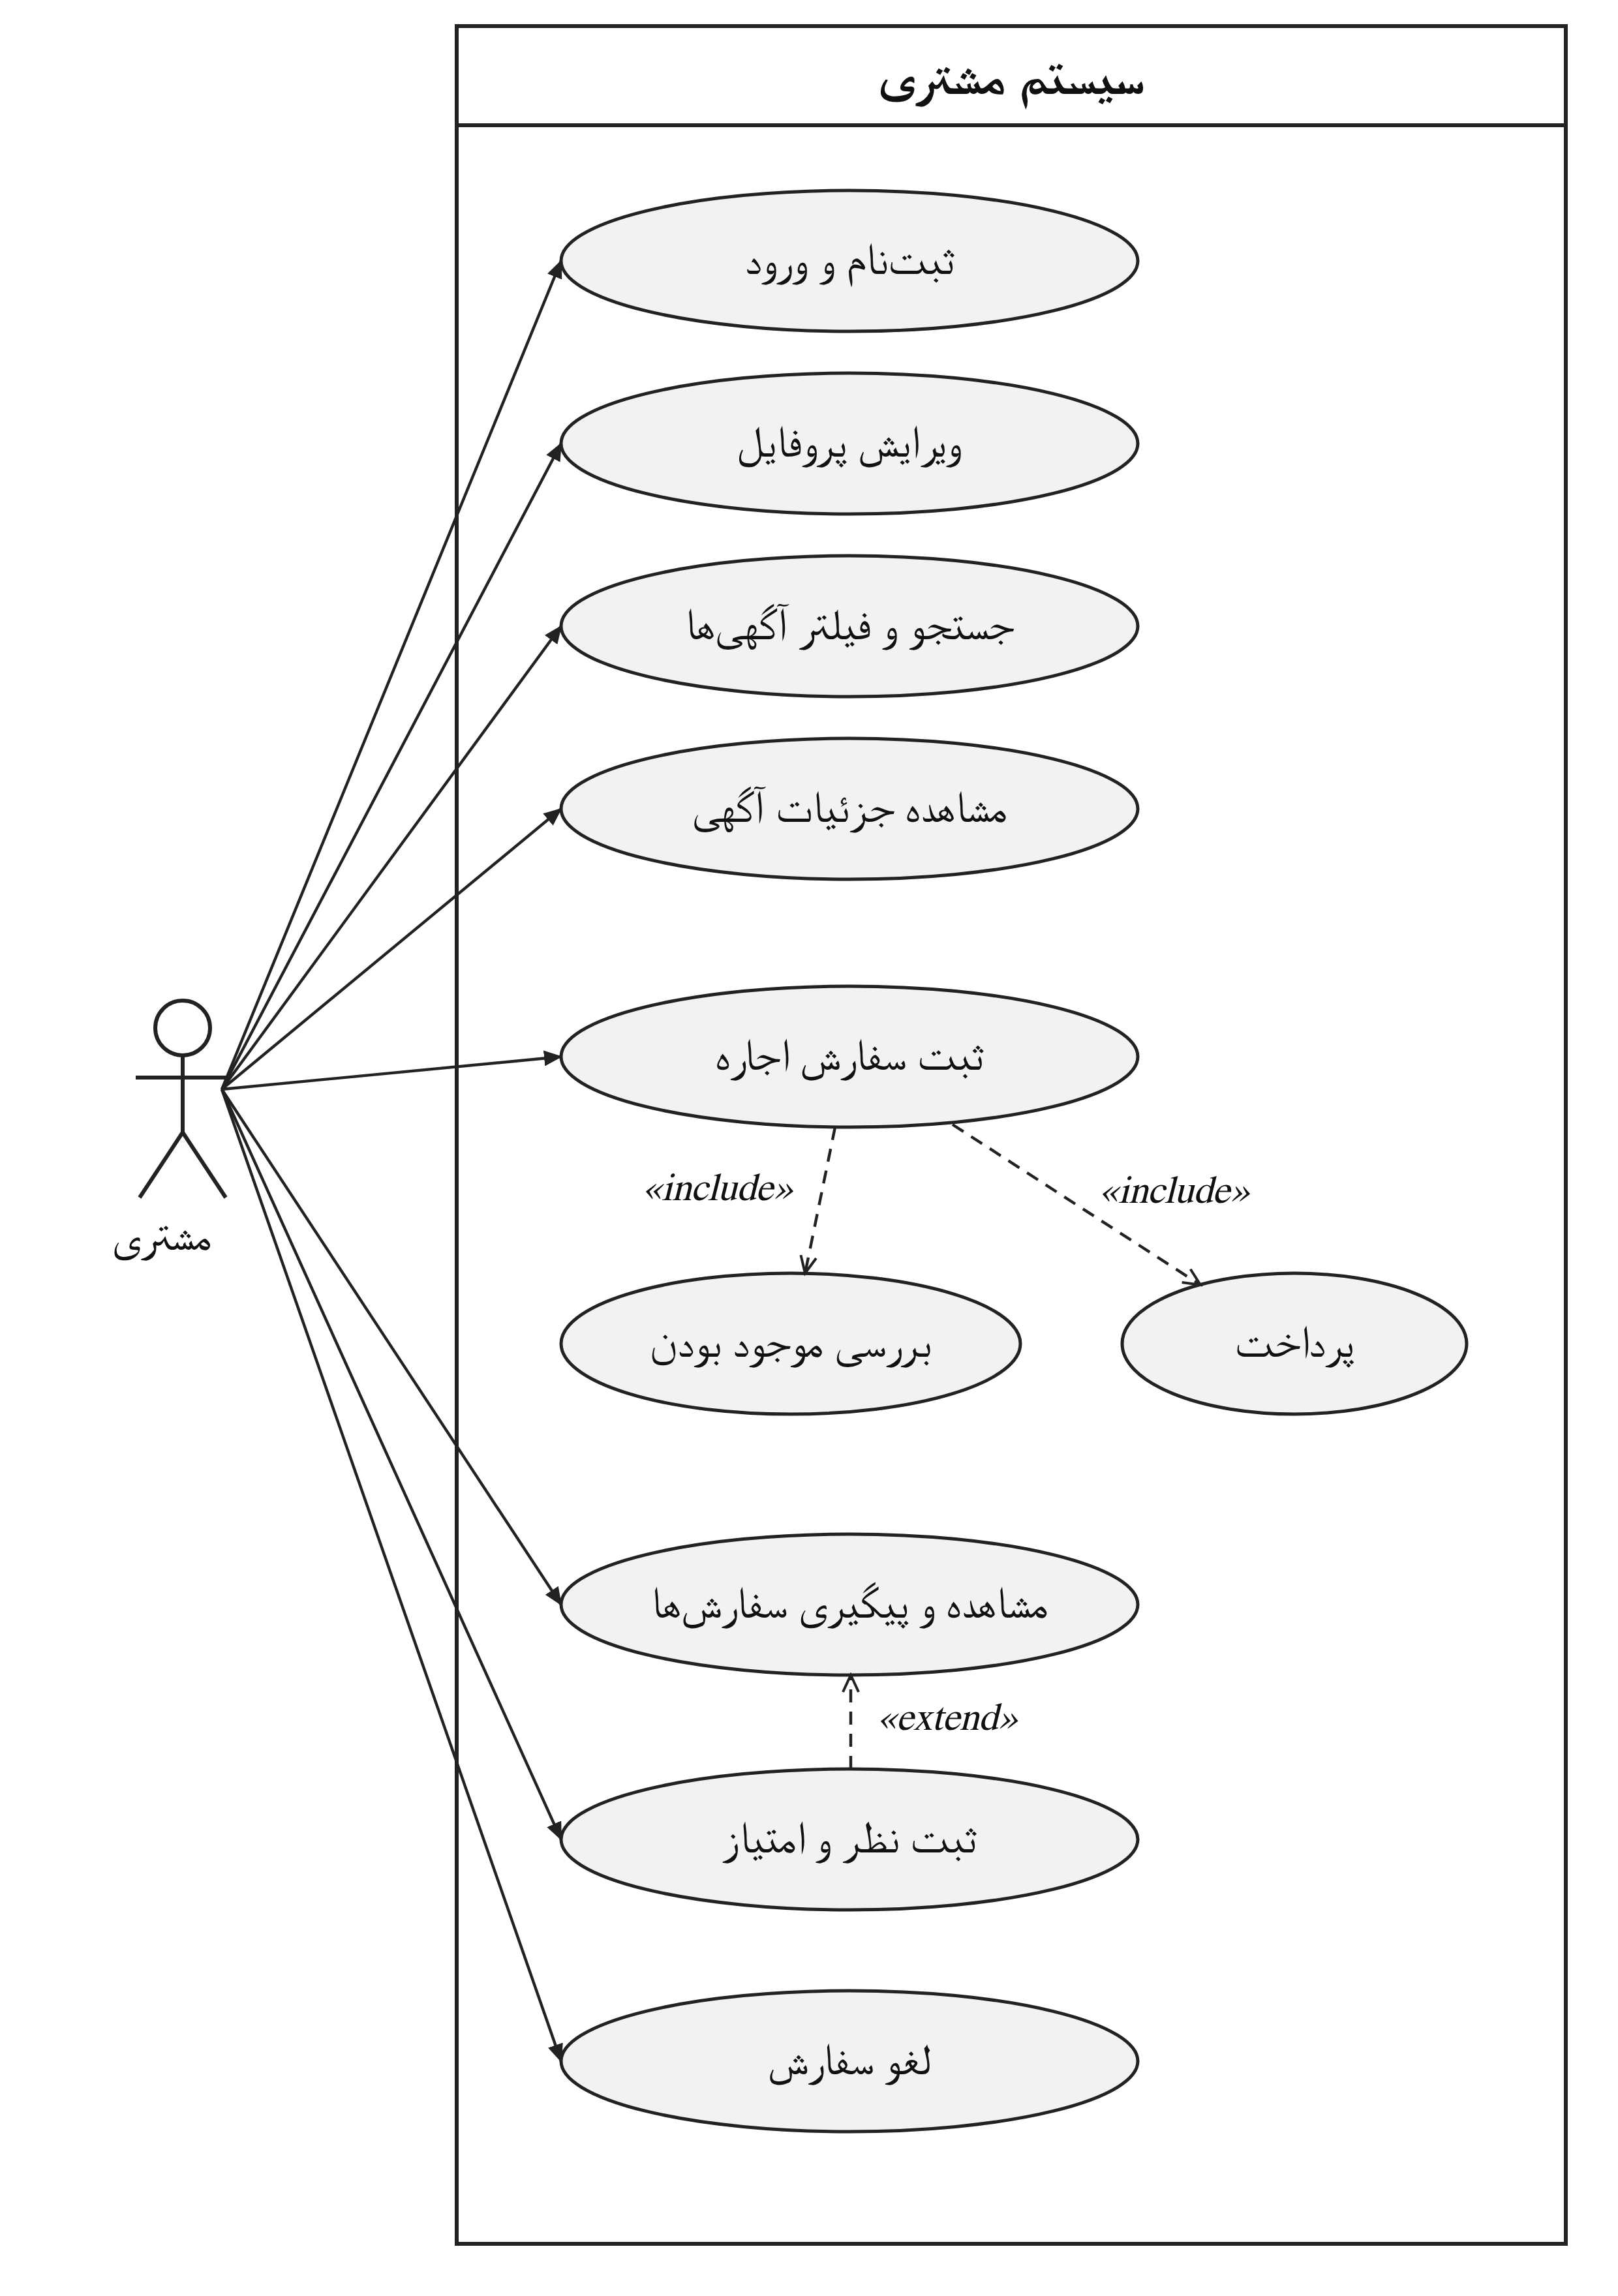 سیستم مشتری
ثبت‌نام و ورود
ویرایش پروفایل
جستجو و فیلتر آگهی‌ها
مشاهده جزئیات آگهی
ثبت سفارش اجاره
«include»
«include»
مشتری
بررسی موجود بودن
پرداخت
مشاهده و پیگیری سفارش‌ها
«extend»
ثبت نظر و امتیاز
لغو سفارش